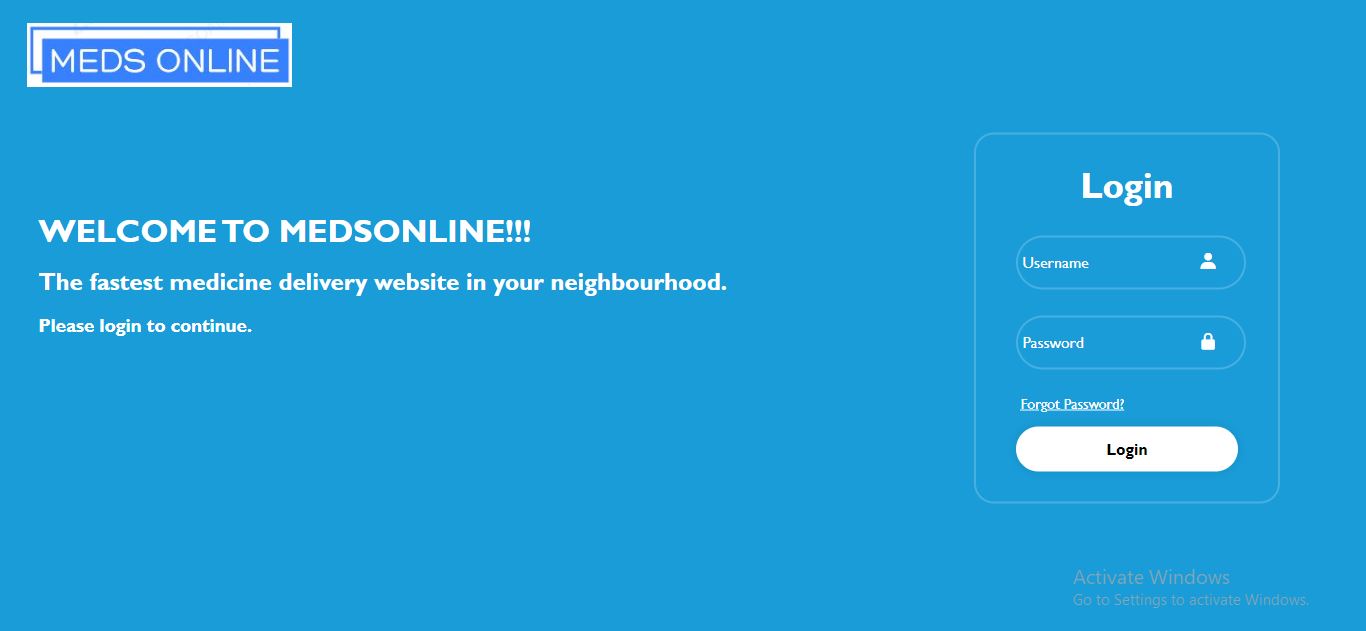 MEDS ONLINE
WELCOME TO MEDSONLINE!!!
The fastest medicine delivery website in your neighbourhood.
Please login to continue.
Login
Username
Password
Forgot Password?
Login
Activate Windows
Go to Settings to activate Windows.